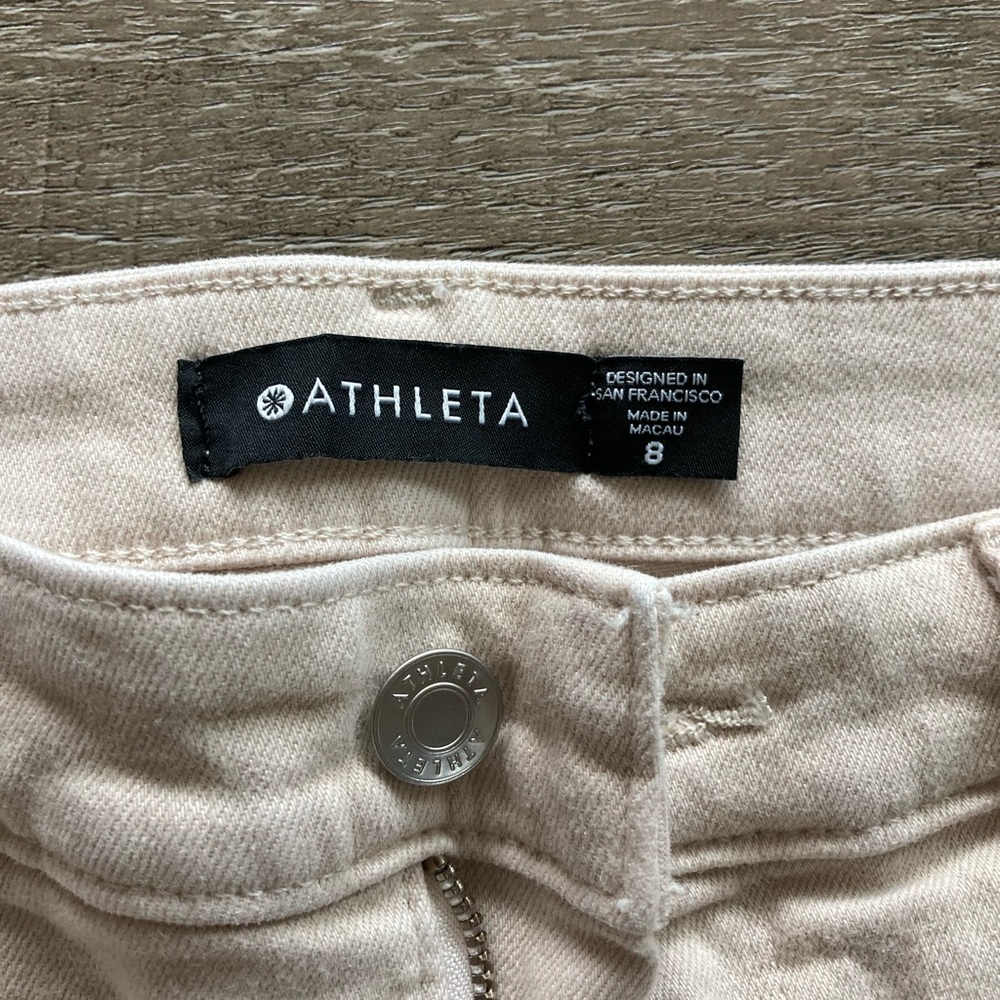 ATHLETA
DESIGNED IN
SAN FRANCISCO
MADE IN
MACAU
8
ATHLETA
ATHLETA